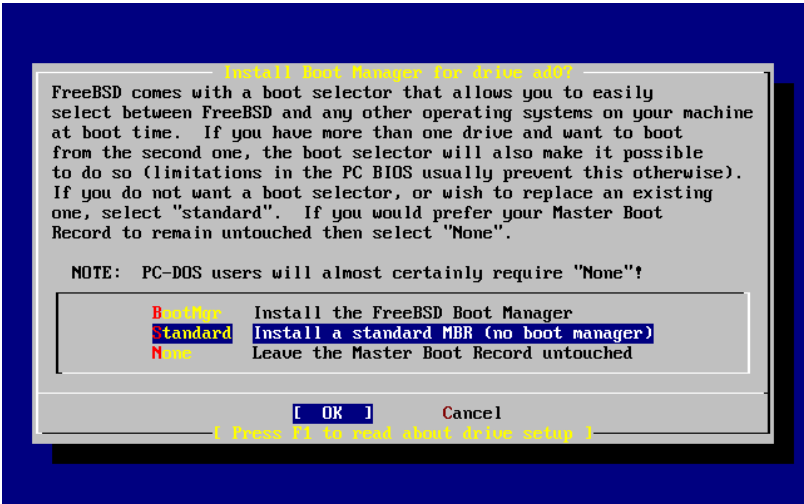 Install Boot Manager for drive ad0?
FreeBSD comes with a boot selector that allows you to easily
select between FreeBSD and any other operating systems on your machine
at boot time.  If you have more than one drive and want to boot
from the second one, the boot selector will also make it possible
to do so (limitations in the PC BIOS usually prevent this otherwise).
If you do not want a boot selector, or wish to replace an existing
one, select "standard".  If you would prefer your Master Boot
Record to remain untouched then select "None".
NOTE:  PC-DOS users will almost certainly require "None"!
BootMgr  Install the FreeBSD Boot Manager
Standard  Install a standard MBR (no boot manager)
None  Leave the Master Boot Record untouched
[  OK  ]  Cancel
[ Press F1 to read about drive setup ]